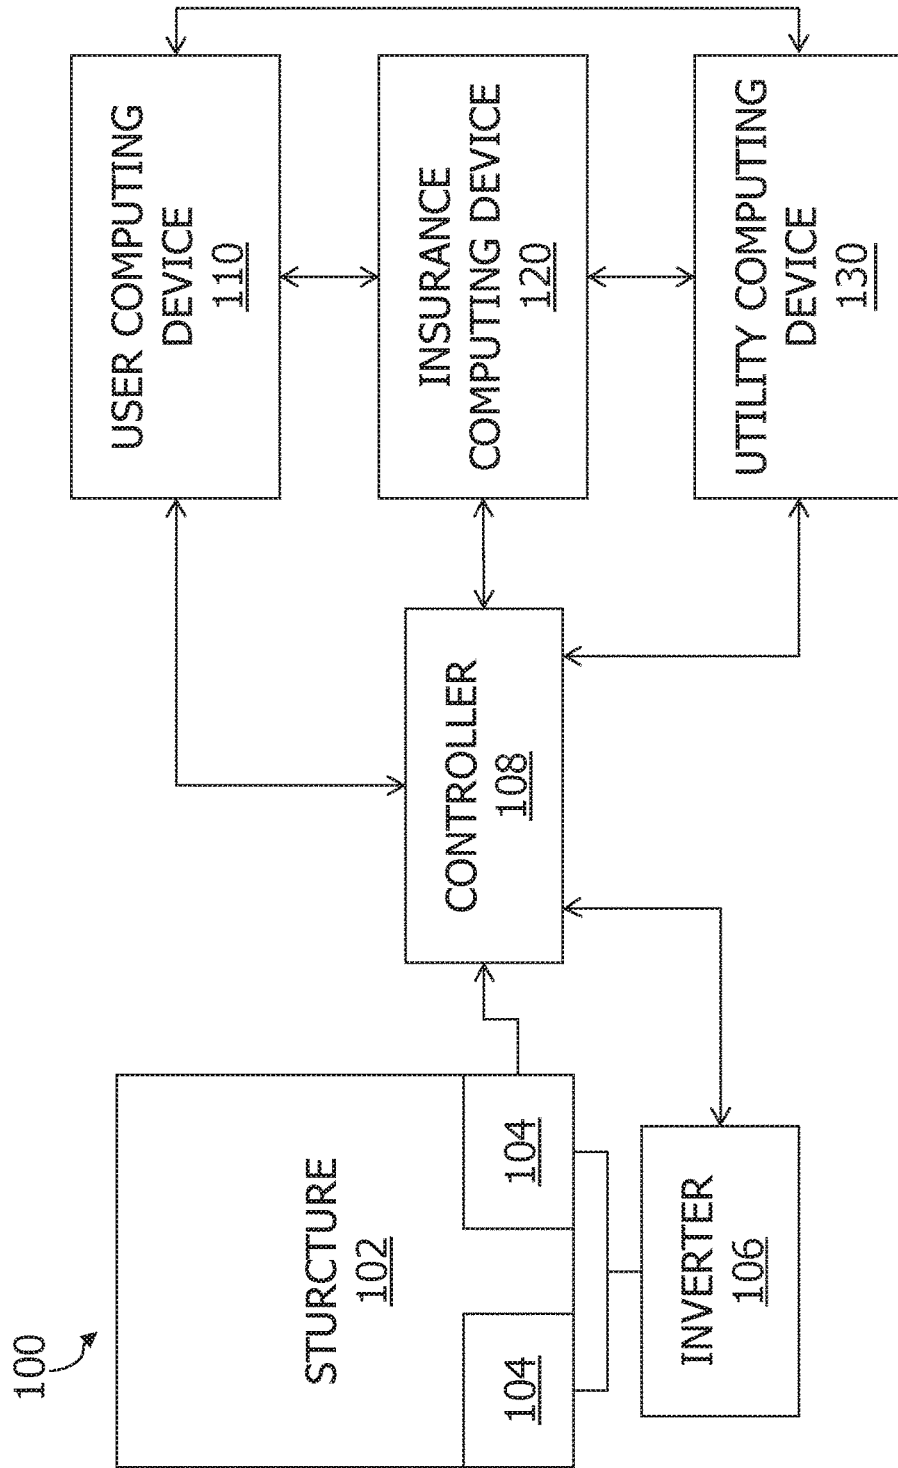 100
STURCTURE
102
104
104
INVERTER
106
CONTROLLER
108
USER COMPUTING
DEVICE
110
INSURANCE
COMPUTING DEVICE
120
UTILITY COMPUTING
DEVICE
130